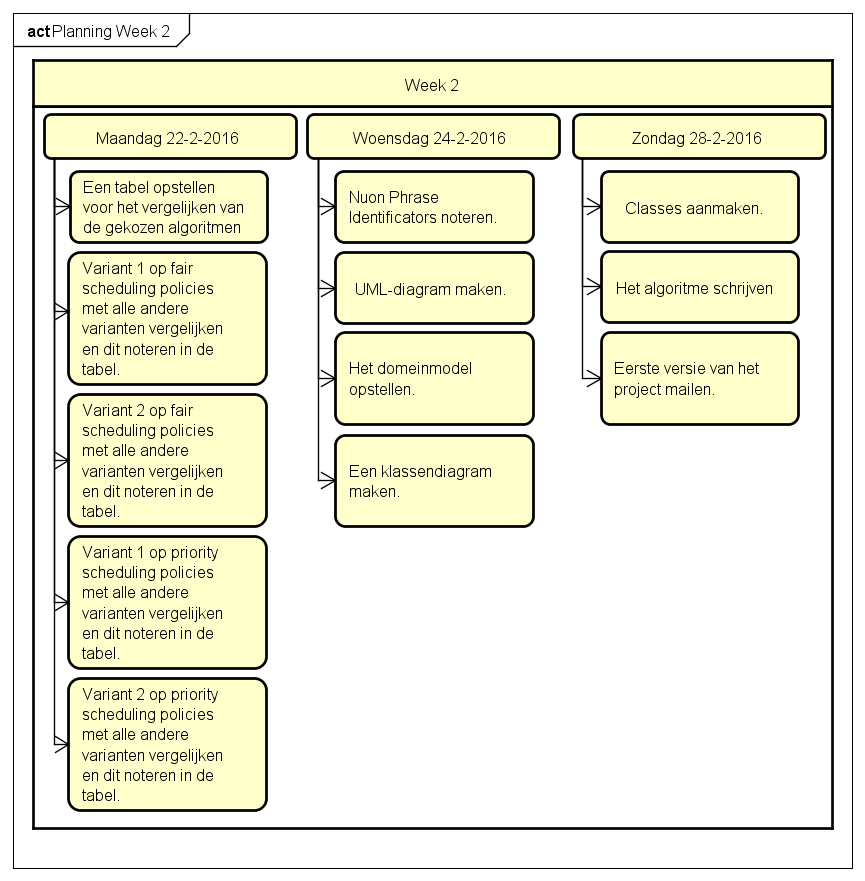 act Planning Week 2
Week 2
Maandag 22-2-2016
Een tabel opstellen
voor het vergelijken van
de gekozen algoritmen
Variant 1 op fair
scheduling policies
met alle andere
varianten vergelijken
en dit noteren in de
tabel.
Variant 2 op fair
scheduling policies
met alle andere
varianten vergelijken
en dit noteren in de
tabel.
Variant 1 op priority
scheduling policies
met alle andere
varianten vergelijken
en dit noteren in de
tabel.
Variant 2 op priority
scheduling policies
met alle andere
varianten vergelijken
en dit noteren in de
tabel.
Woensdag 24-2-2016
Nuon Phrase
Identificators noteren.
UML-diagram maken.
Het domeinmodel
opstellen.
Een klassendiagram
maken.
Zondag 28-2-2016
Classes aanmaken.
Het algoritme schrijven
Eerste versie van het
project mailen.